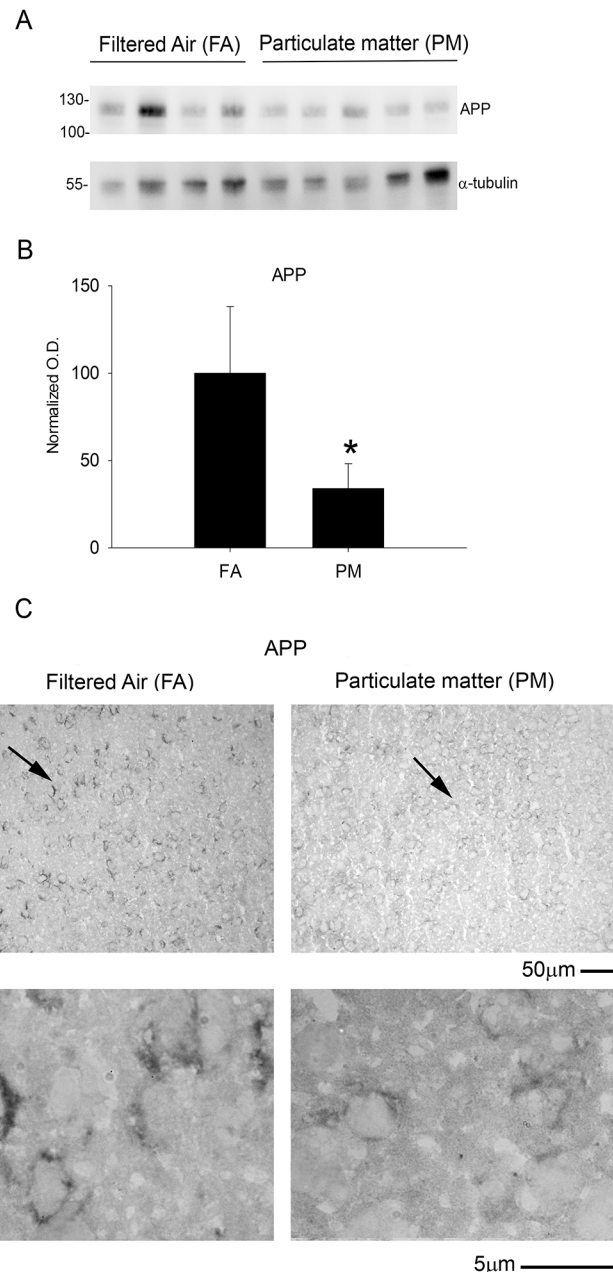 A
Filtered Air (FA) Particulate matter (PM)
130-
APP
100-
55-
α-tubulin
B
APP
150
100
50
0
Normalized O.D.
*
FA PM
C
APP
Filtered Air (FA) Particulate matter (PM)
50μm
5μm